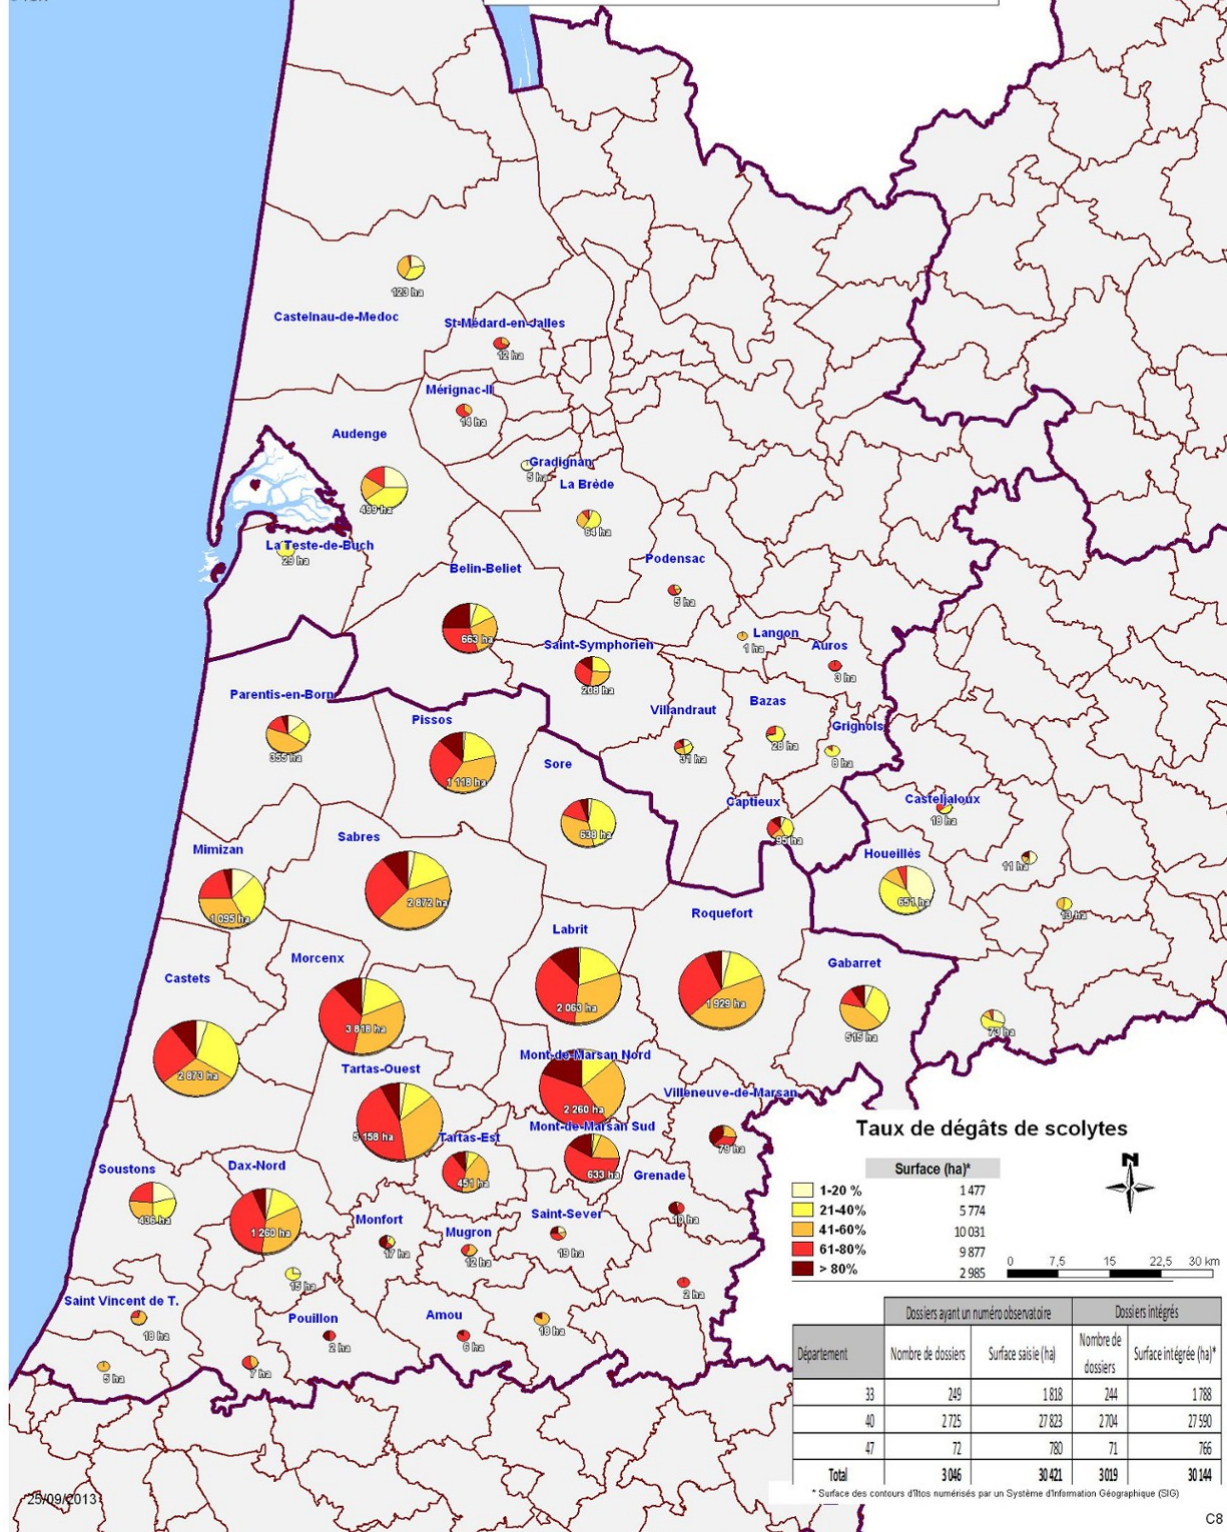 123 ha
Castelnau-de-Medoc
St-Médard-en-Jalles
12 ha
Mérignac-II
14 ha
Audenge
499 ha
Gradignan
5 ha
La Brède
64 ha
La Teste-de-Buch
29 ha
Belin-Beliet
663 ha
Podensac
5 ha
Langon
1 ha
Auros
3 ha
Saint-Symphorien
208 ha
Parentis-en-Born
355 ha
Pissos
1 118 ha
Villandraut
31 ha
Bazas
28 ha
Grignols
8 ha
Sore
638 ha
Captieux
95 ha
Casteljaloux
18 ha
Mimizan
1 095 ha
Sabres
2 872 ha
Houeillès
651 ha
11 ha
13 ha
Castets
2 873 ha
Morcenx
3 818 ha
Labrit
2 063 ha
Roquefort
1 929 ha
Gabarret
515 ha
73 ha
Tartas-Ouest
5 158 ha
Mont-de-Marsan Nord
2 260 ha
Villeneuve-de-Marsan
79 ha
Tartas-Est
451 ha
Mont-de-Marsan Sud
633 ha
Soustons
436 ha
Dax-Nord
1 260 ha
Grenade
10 ha
Monfort
17 ha
Mugron
12 ha
Saint-Sever
19 ha
15 ha
2 ha
Saint Vincent de T.
18 ha
Pouillon
2 ha
Amou
6 ha
18 ha
5 ha
7 ha
Taux de dégâts de scolytes
Surface (ha)*
1-20 % 1 477
21-40% 5 774
41-60% 10 031
61-80% 9 877
> 80% 2 985
N
0 7,5 15 22,5 30 km
Dossiers ayant un numéro observatoire Dossiers intégrés
Département Nombre de dossiers Surface saisie (ha) Nombre de dossiers Surface intégrée (ha)*
33 249 1 818 244 1 788
40 2 725 27 823 2 704 27 590
47 72 780 71 766
Total 3 046 30 421 3 019 30 144
* Surface des contours d'îlots numérisés par un Système d'Information Géographique (SIG)
25/09/2013
C8